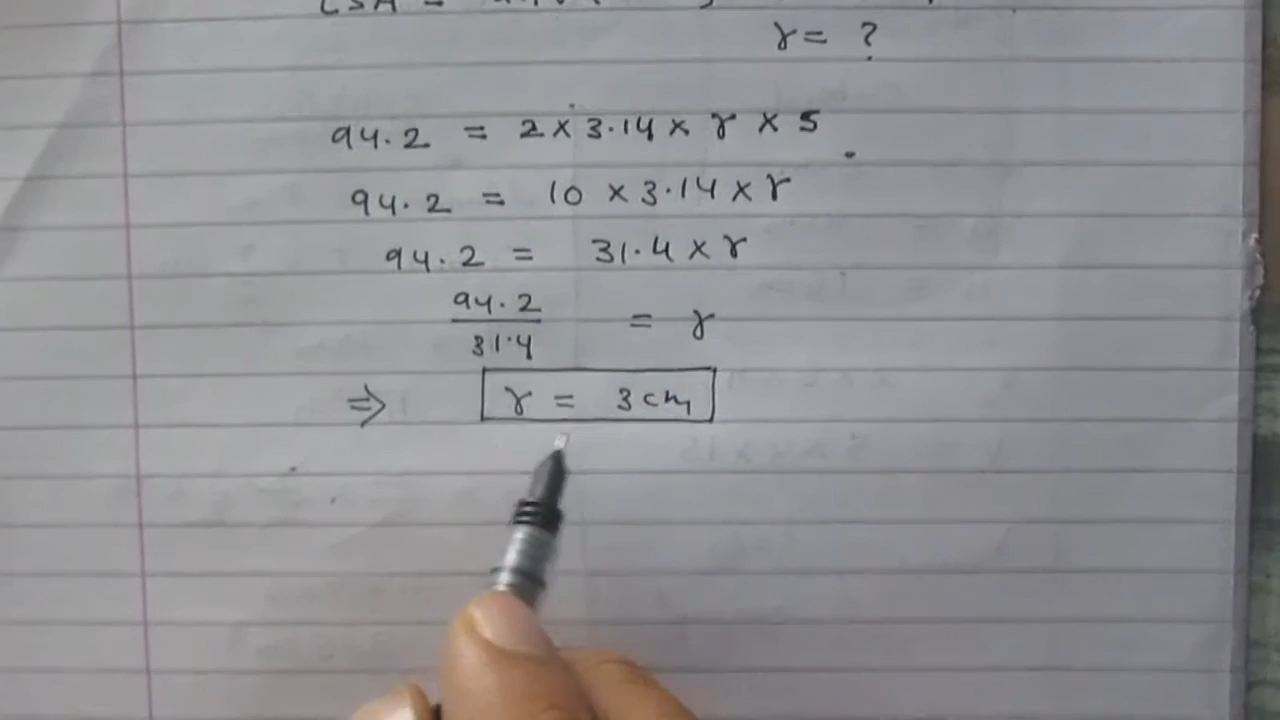 r = ?
94.2 = 2 × 3.14 × r × 5
94.2 = 10 × 3.14 × r
94.2 = 31.4 × r
94.2 / 31.4 = r
⇒ r = 3 cm